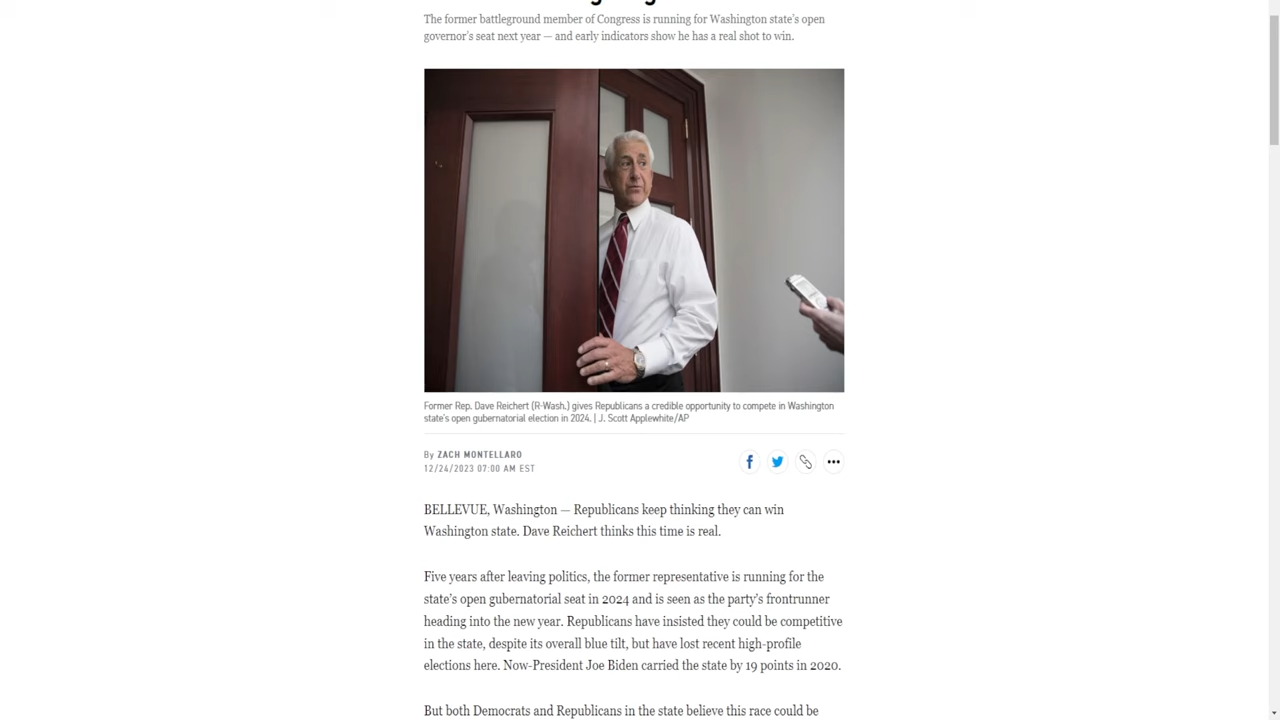 The former battleground member of Congress is running for Washington state's open
governor's seat next year — and early indicators show he has a real shot to win.
Former Rep. Dave Reichert (R-Wash.) gives Republicans a credible opportunity to compete in Washington
state's open gubernatorial election in 2024. | J. Scott Applewhite/AP
By ZACH MONTELLARO
12/24/2023 07:00 AM EST
BELLEVUE, Washington — Republicans keep thinking they can win
Washington state. Dave Reichert thinks this time is real.
Five years after leaving politics, the former representative is running for the
state's open gubernatorial seat in 2024 and is seen as the party's frontrunner
heading into the new year. Republicans have insisted they could be competitive
in the state, despite its overall blue tilt, but have lost recent high-profile
elections here. Now-President Joe Biden carried the state by 19 points in 2020.
But both Democrats and Republicans in the state believe this race could be